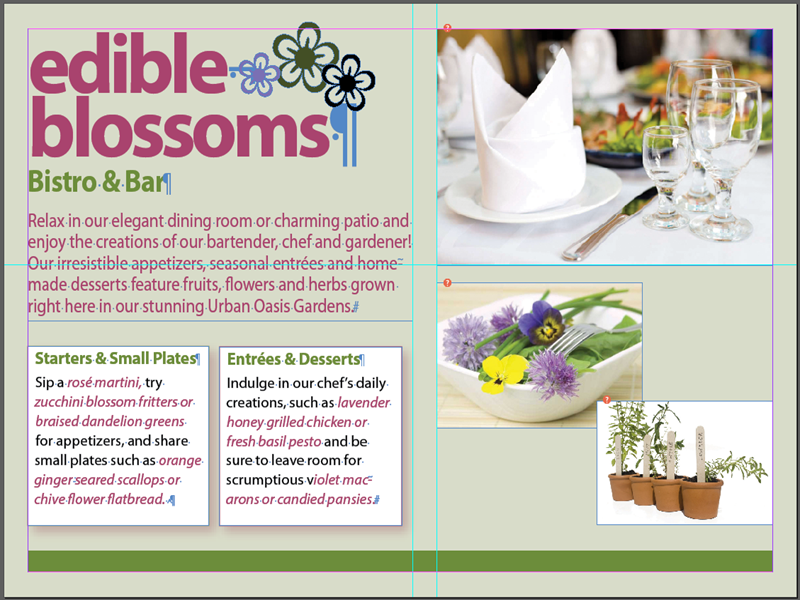 edible
blossoms
Bistro & Bar
Relax in our elegant dining room or charming patio and
enjoy the creations of our bartender, chef and gardener!
Our irresistible appetizers, seasonal entrées and home-
made desserts feature fruits, flowers and herbs grown
right here in our stunning Urban Oasis Gardens.
Starters & Small Plates
Sip a rosé martini, try
zucchini blossom fritters or
braised dandelion greens
for appetizers, and share
small plates such as orange
ginger seared scallops or
chive flower flatbread.
Entrées & Desserts
Indulge in our chef's daily
creations, such as lavender
honey grilled chicken or
fresh basil pesto and be
sure to leave room for
scrumptious violet mac-
arons or candied pansies.